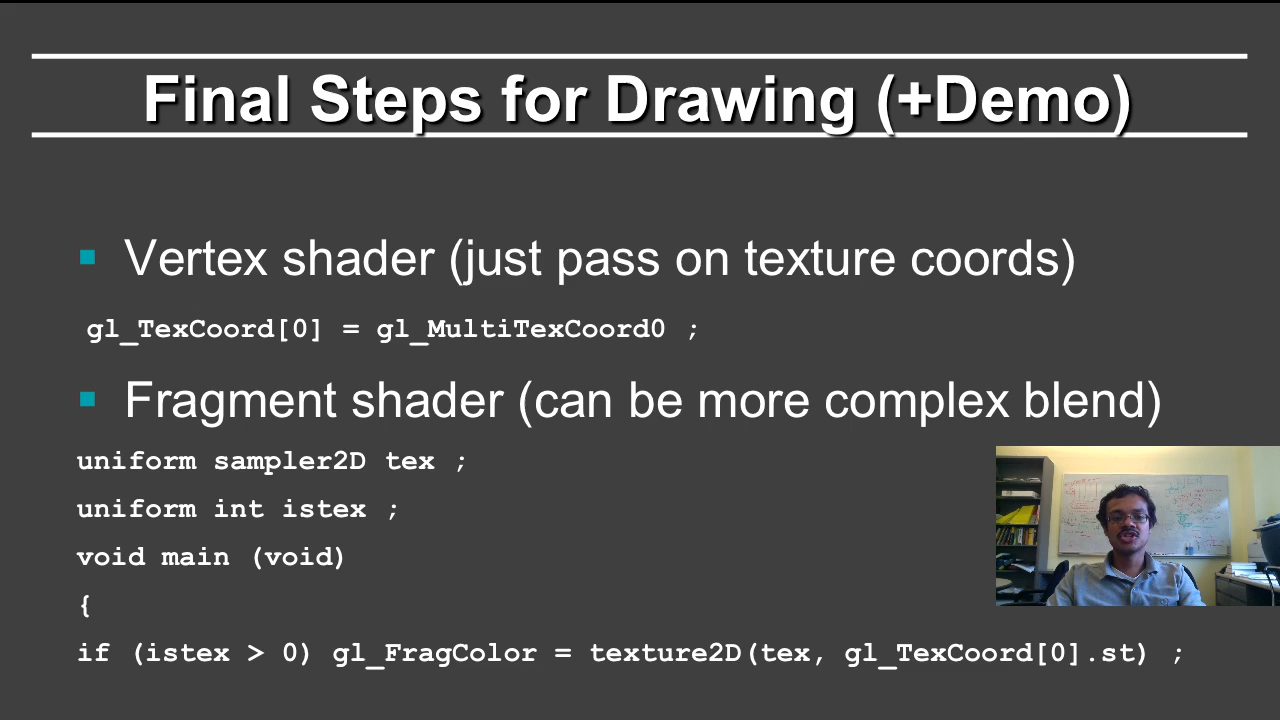 Final Steps for Drawing (+Demo)
Vertex shader (just pass on texture coords)
gl_TexCoord[0] = gl_MultiTexCoord0 ;
Fragment shader (can be more complex blend)
uniform sampler2D tex ;
uniform int istex ;
void main (void)
{
if (istex > 0) gl_FragColor = texture2D(tex, gl_TexCoord[0].st) ;